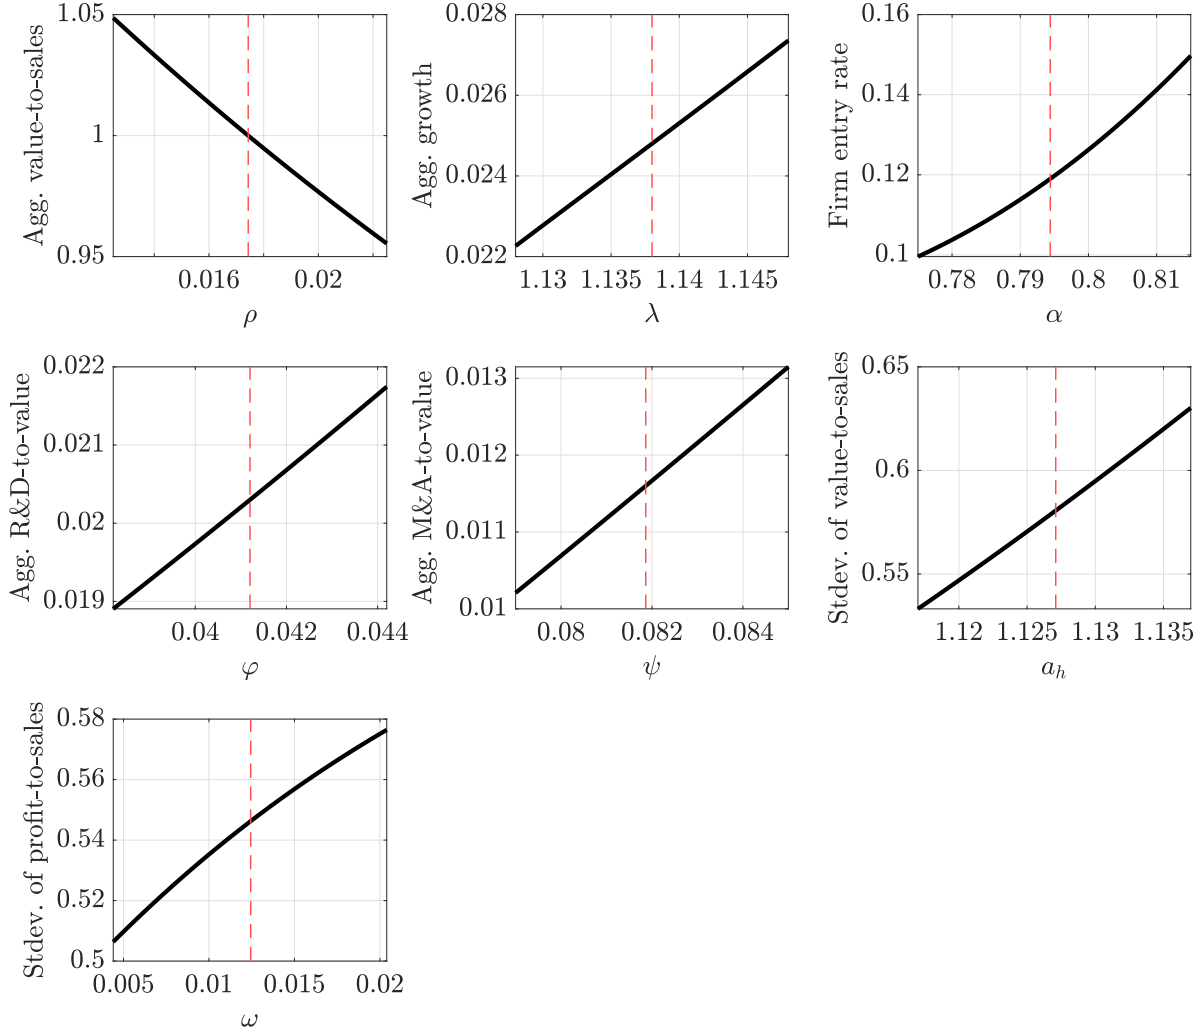 Agg. value-to-sales
1.05
1
0.95
0.016 0.02
ρ
Agg. growth
0.028
0.026
0.024
0.022
1.13 1.135 1.14 1.145
λ
Firm entry rate
0.16
0.14
0.12
0.1
0.78 0.79 0.8 0.81
α
Agg. R&D-to-value
0.022
0.021
0.02
0.019
0.04 0.042 0.044
φ
Agg. M&A-to-value
0.013
0.012
0.011
0.01
0.08 0.082 0.084
ψ
Stdev. of value-to-sales
0.65
0.6
0.55
1.12 1.125 1.13 1.135
a_h
Stdev. of profit-to-sales
0.58
0.56
0.54
0.52
0.5
0.005 0.01 0.015 0.02
ω